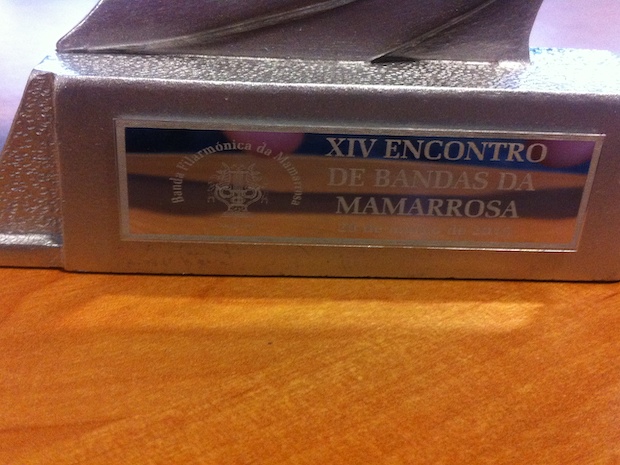 Banda Filarmónica da Mamarrosa
XIV ENCONTRO
DE BANDAS DA
MAMARROSA